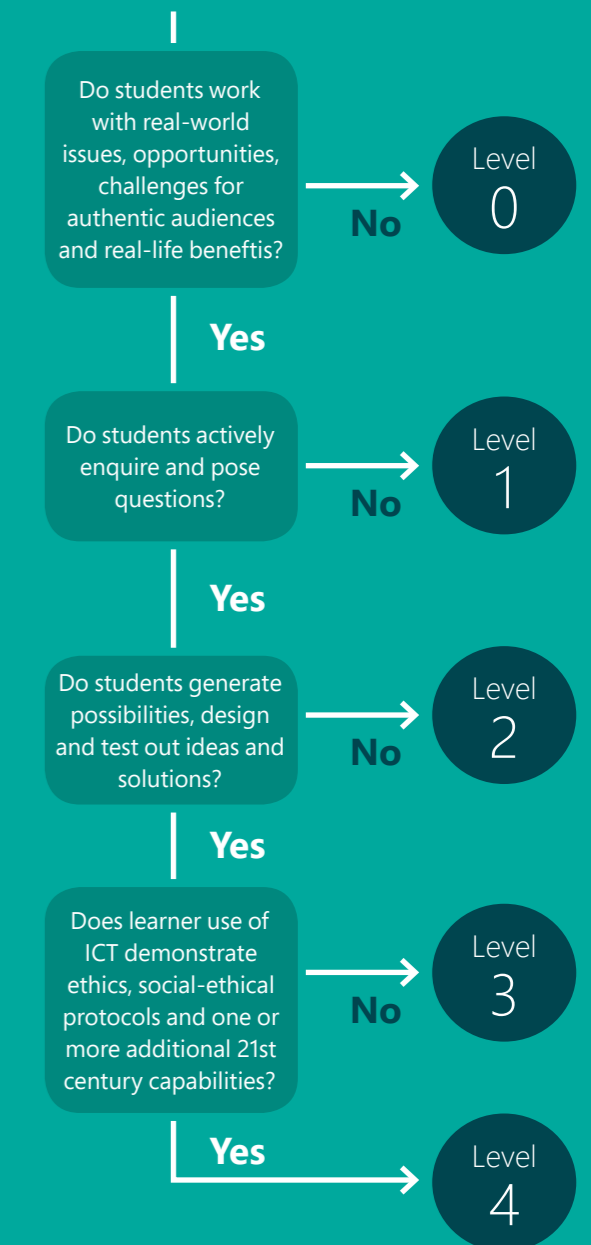 Do students work
with real-world
issues, opportunities,
challenges for
authentic audiences
and real-life beneftis?
No
Level
0
Yes
Do students actively
enquire and pose
questions?
No
Level
1
Yes
Do students generate
possibilities, design
and test out ideas and
solutions?
No
Level
2
Yes
Does learner use of
ICT demonstrate
ethics, social-ethical
protocols and one or
more additional 21st
century capabilities?
No
Level
3
Yes
Level
4